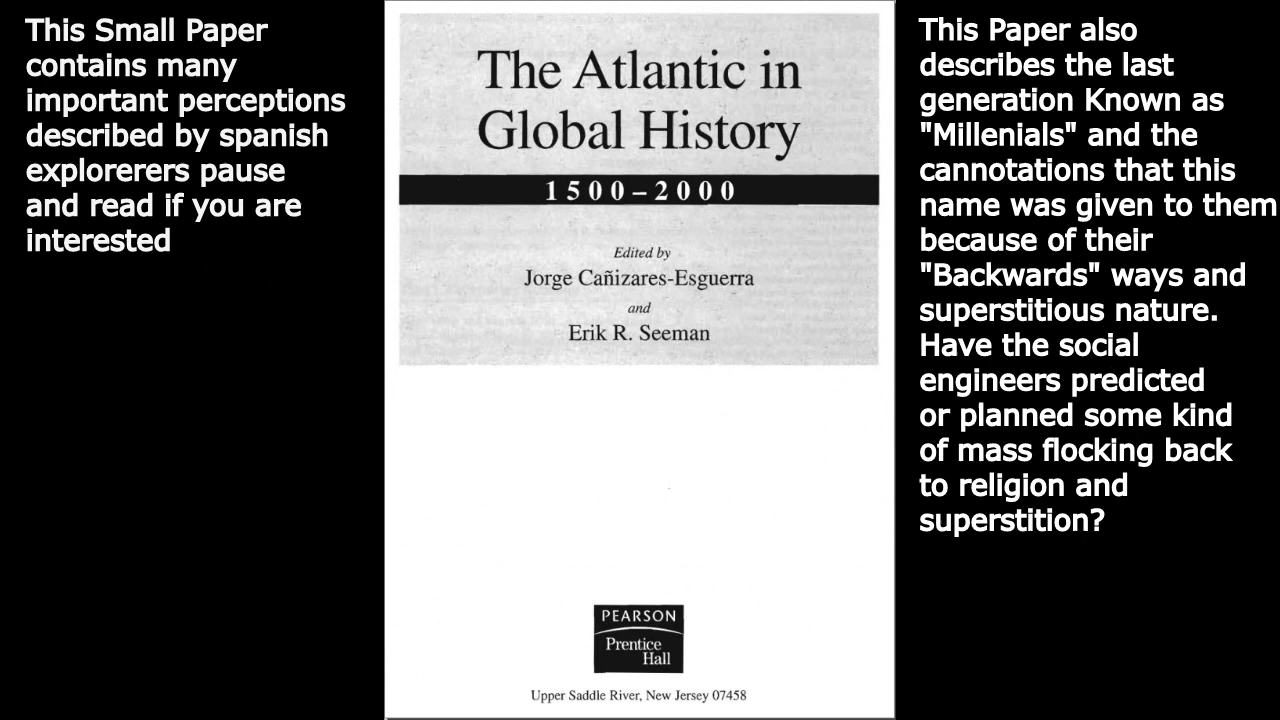 This Small Paper
contains many
important perceptions
described by spanish
explorerers pause
and read if you are
interested
The Atlantic in
Global History
1500–2000
Edited by
Jorge Cañizares-Esguerra
and
Erik R. Seeman
PEARSON
Prentice
Hall
Upper Saddle River, New Jersey 07458
This Paper also
describes the last
generation Known as
"Millenials" and the
cannotations that this
name was given to them
because of their
"Backwards" ways and
superstitious nature.
Have the social
engineers predicted
or planned some kind
of mass flocking back
to religion and
superstition?